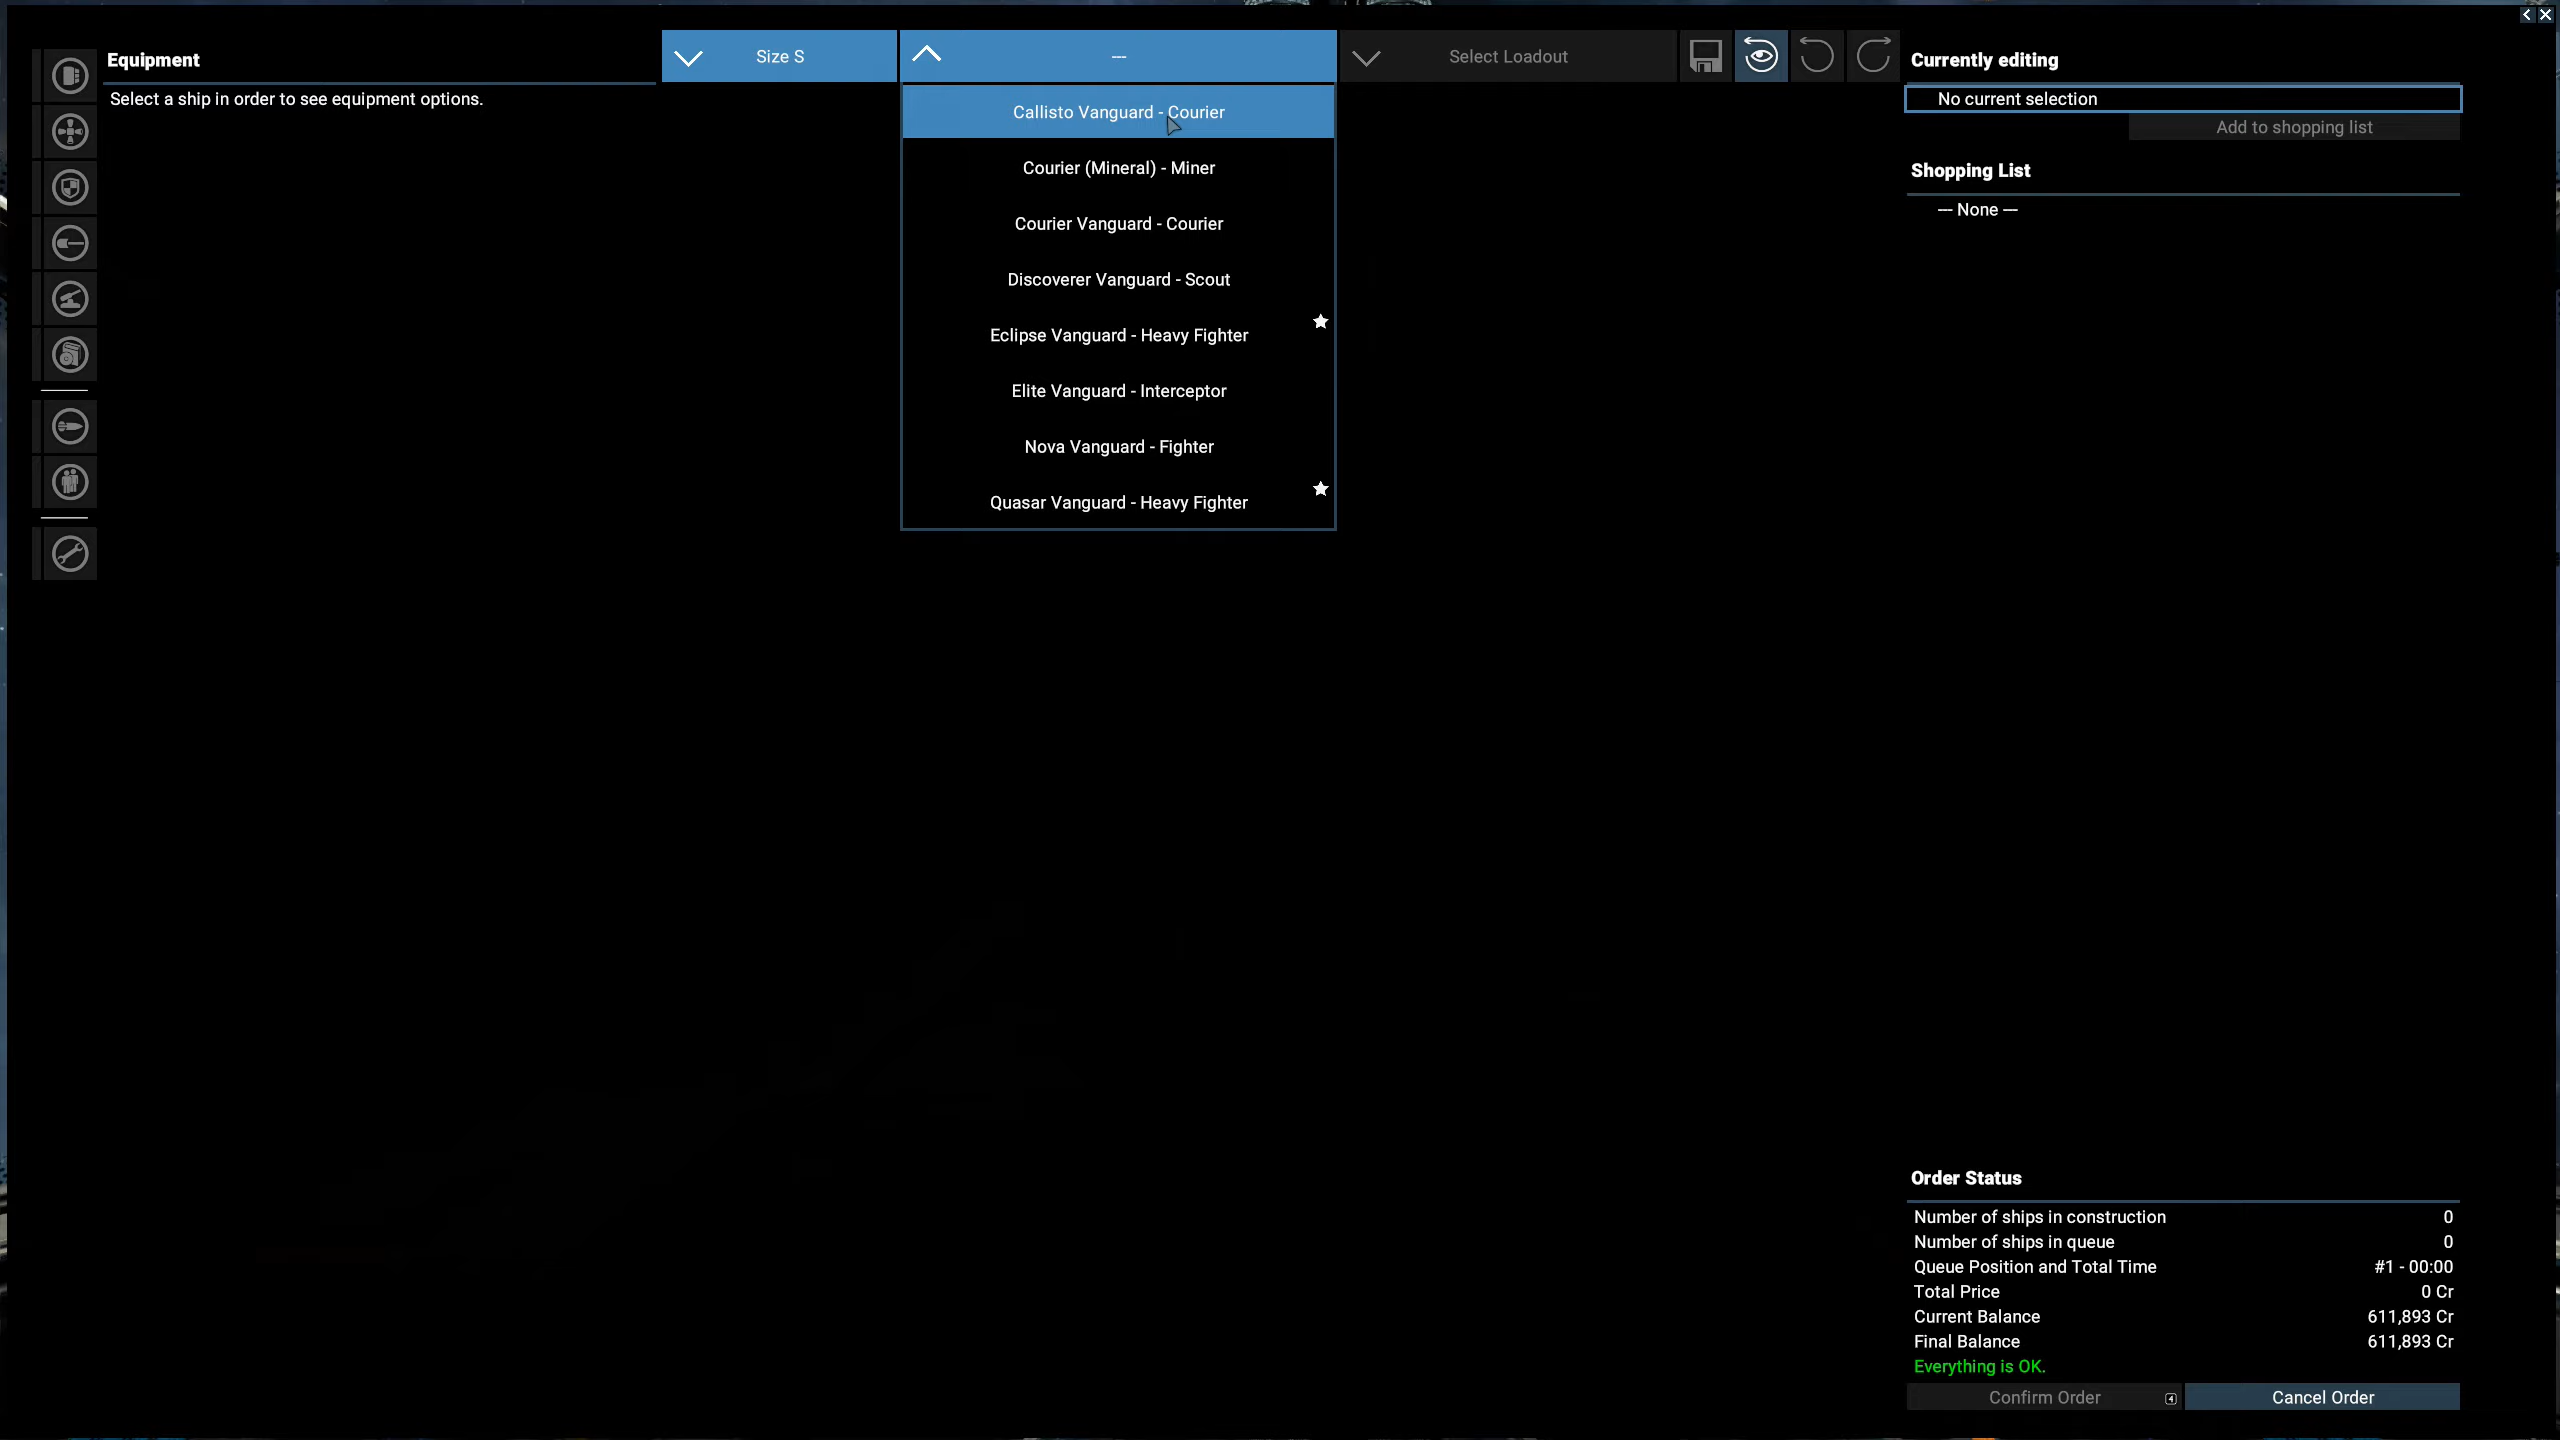 Equipment
Select a ship in order to see equipment options.
Size S
---
Select Loadout
Callisto Vanguard - Courier
Courier (Mineral) - Miner
Courier Vanguard - Courier
Discoverer Vanguard - Scout
Eclipse Vanguard - Heavy Fighter
Elite Vanguard - Interceptor
Nova Vanguard - Fighter
Quasar Vanguard - Heavy Fighter
Currently editing
No current selection
Add to shopping list
Shopping List
--- None ---
Order Status
Number of ships in construction 0
Number of ships in queue 0
Queue Position and Total Time #1 - 00:00
Total Price 0 Cr
Current Balance 611,893 Cr
Final Balance 611,893 Cr
Everything is OK.
Confirm Order
Cancel Order